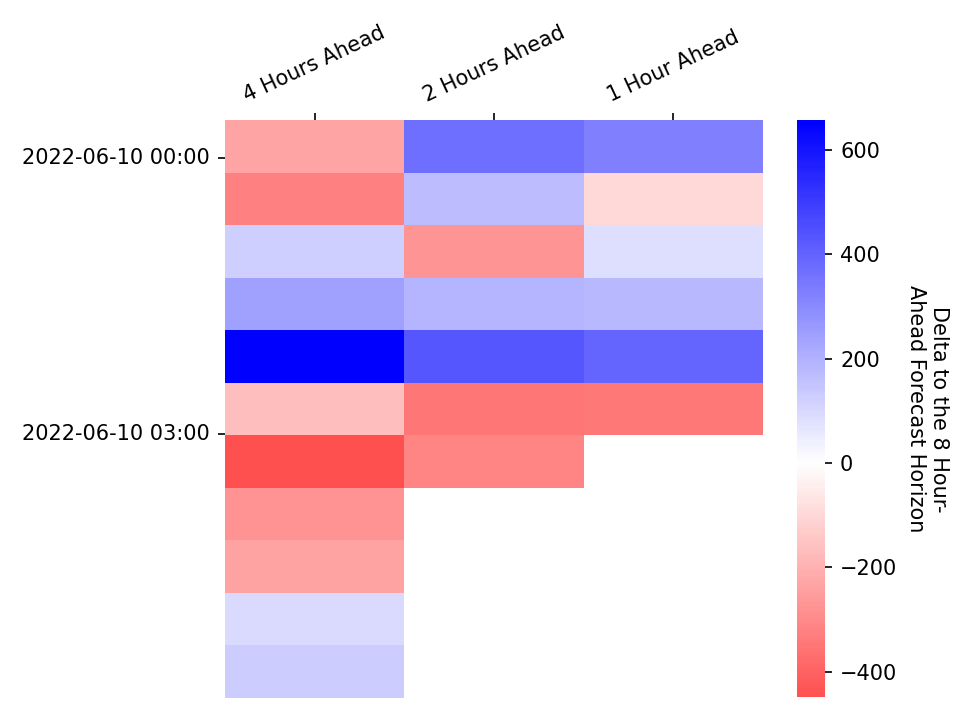 4 Hours Ahead
2 Hours Ahead
1 Hour Ahead
2022-06-10 00:00
2022-06-10 03:00
600
400
200
0
−200
−400
Delta to the 8 Hour-
Ahead Forecast Horizon